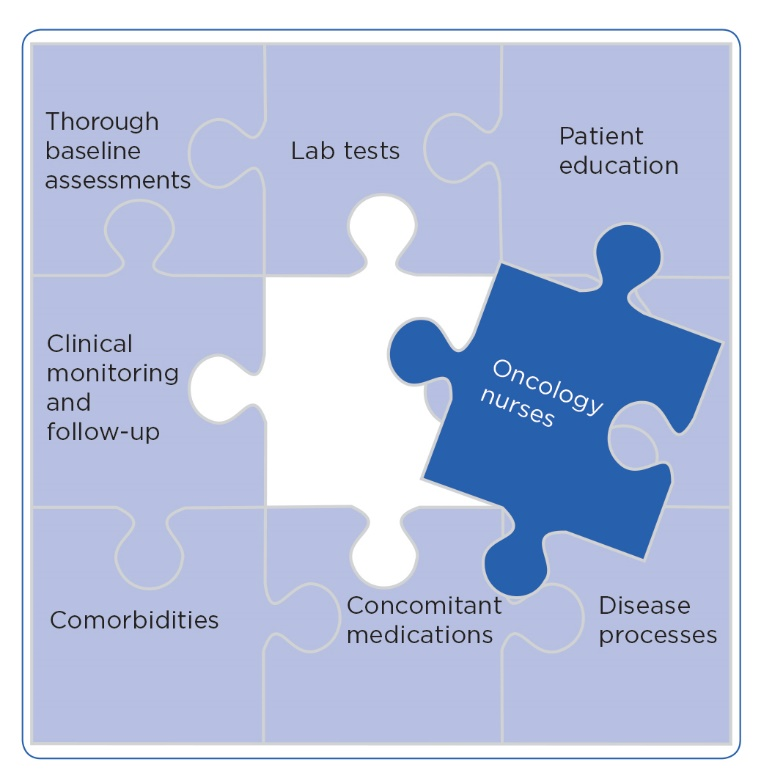 Thorough
baseline
assessments
Lab tests
Patient
education
Clinical
monitoring
and
follow-up
Oncology
nurses
Comorbidities
Concomitant
medications
Disease
processes